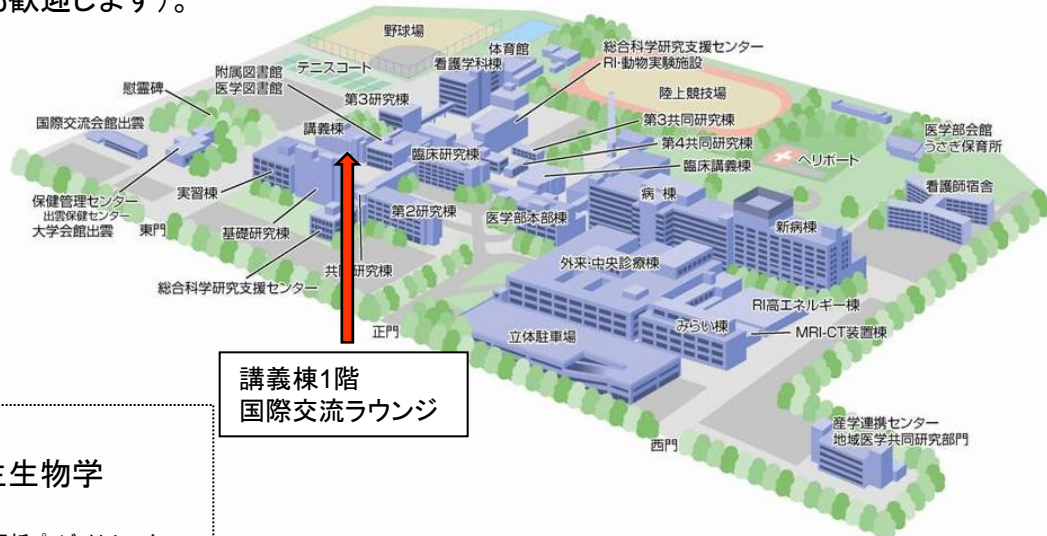 歓迎します)。
野球場
体育館
総合科学研究支援センター
RI・動物実験施設
テニスコート
看護学科棟
附属図書館
医学図書館
慰霊碑
第3研究棟
陸上競技場
国際交流会館出雲
講義棟
第3共同研究棟
第4共同研究棟
臨床研究棟
臨床講義棟
ヘリポート
医学部会館
うさぎ保育所
保健管理センター
出雲保健センター
大学会館出雲
実習棟
病棟
看護師宿舎
東門
基礎研究棟
第2研究棟
医学部本部棟
新病棟
総合科学研究支援センター
共同研究棟
外来・中央診療棟
RI高エネルギー棟
正門
立体駐車場
みらい棟
MRI-CT装置棟
講義棟1階
国際交流ラウンジ
西門
産学連携センター
地域医学共同研究部門
生物学